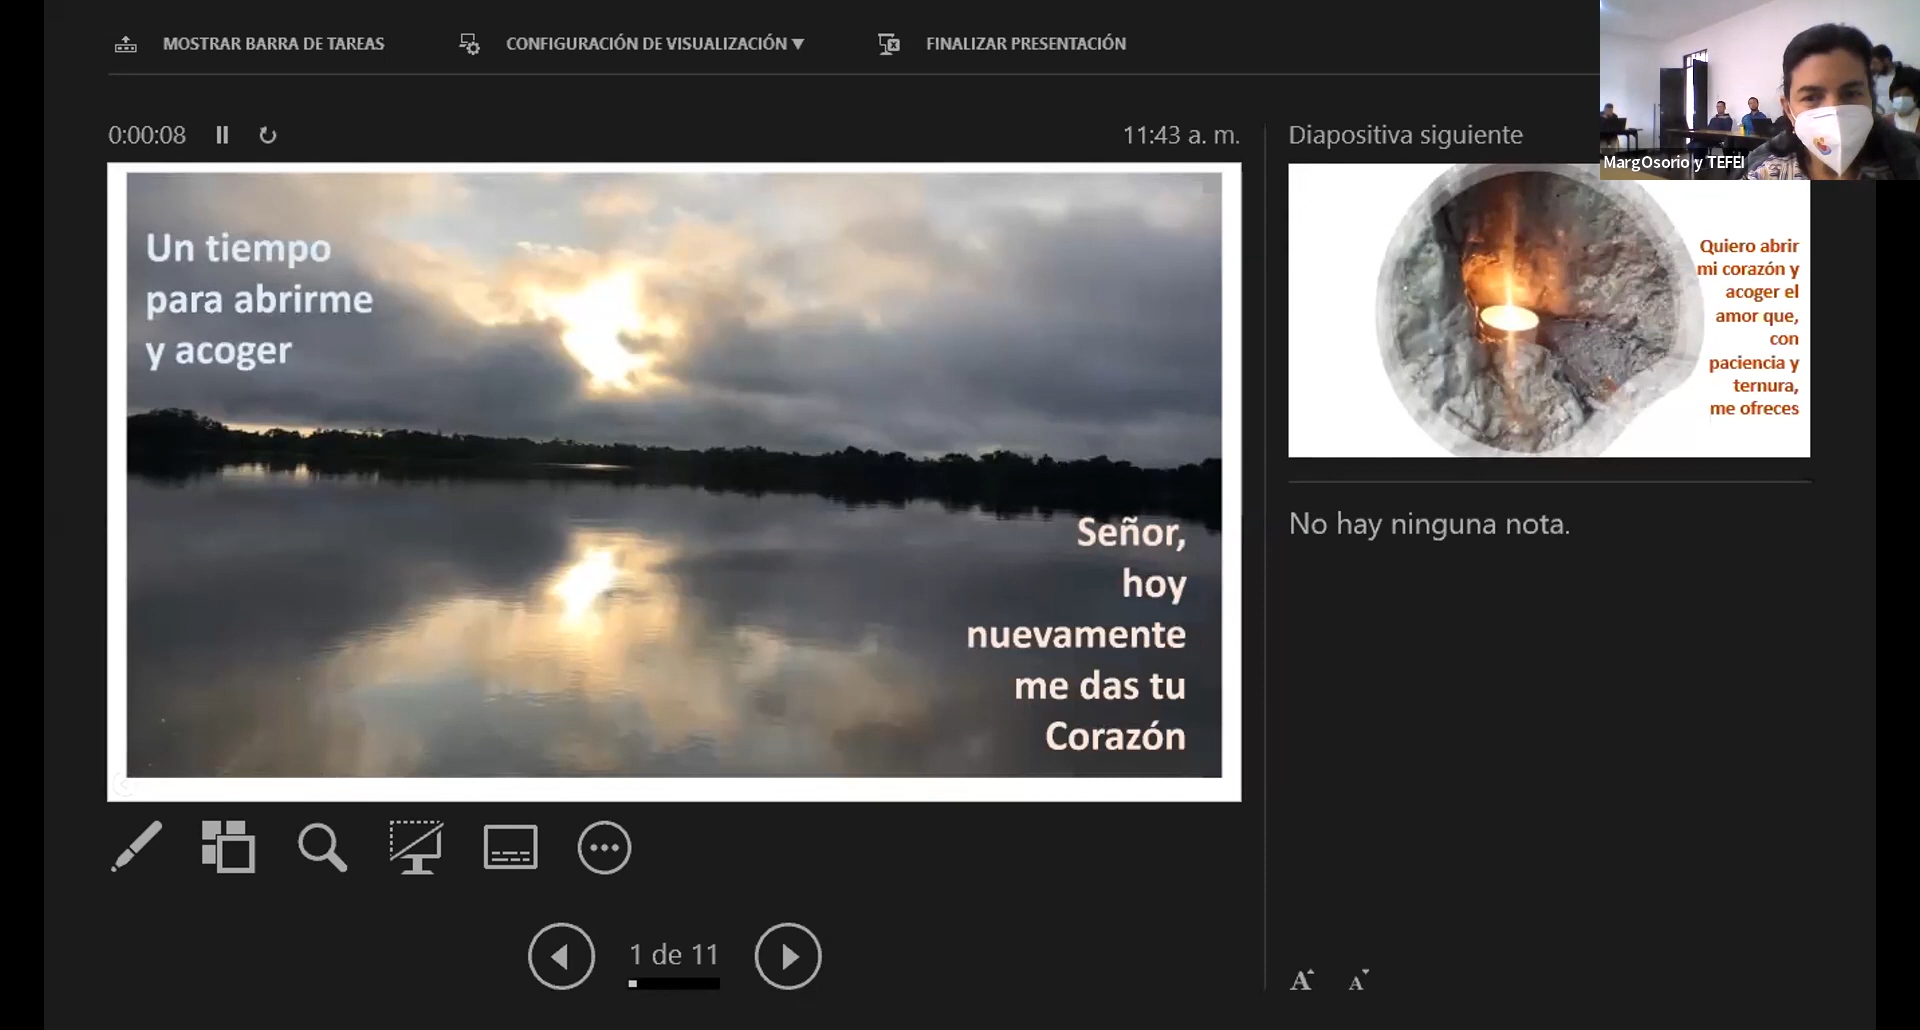 MOSTRAR BARRA DE TAREAS
CONFIGURACIÓN DE VISUALIZACIÓN ▼
FINALIZAR PRESENTACIÓN
MargOsorio y TEFEI
0:00:08
11:43 a. m.
Un tiempo
para abrirme
y acoger
Señor,
hoy
nuevamente
me das tu
Corazón
Diapositiva siguiente
Quiero abrir
mi corazón y
acoger el
amor que,
con
paciencia y
ternura,
me ofreces
No hay ninguna nota.
1 de 11
A A